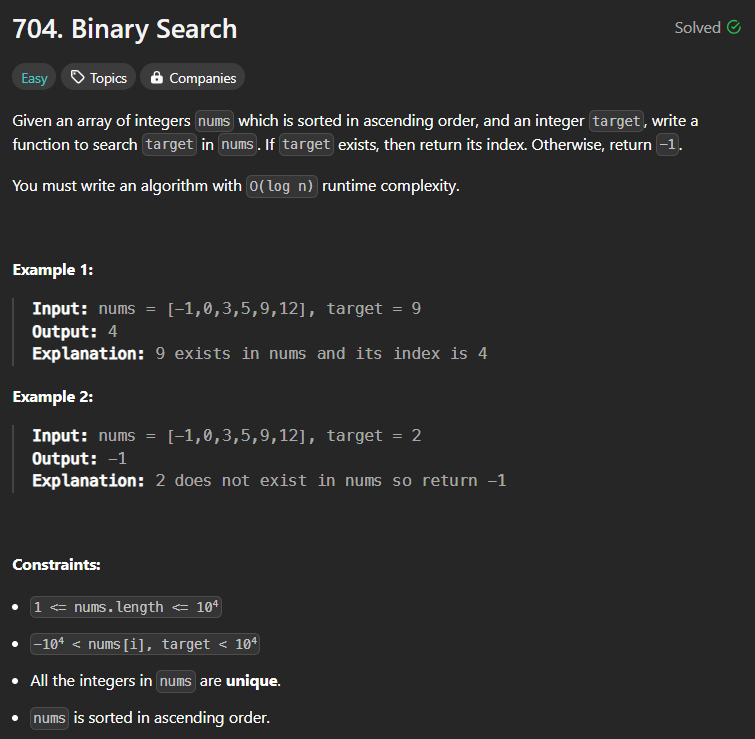 704. Binary Search
Solved
Easy Topics Companies
Given an array of integers nums which is sorted in ascending order, and an integer target, write a
function to search target in nums. If target exists, then return its index. Otherwise, return -1.
You must write an algorithm with O(log n) runtime complexity.
Example 1:
Input: nums = [-1,0,3,5,9,12], target = 9
Output: 4
Explanation: 9 exists in nums and its index is 4
Example 2:
Input: nums = [-1,0,3,5,9,12], target = 2
Output: -1
Explanation: 2 does not exist in nums so return -1
Constraints:
• 1 <= nums.length <= 10⁴
• -10⁴ < nums[i], target < 10⁴
• All the integers in nums are unique.
• nums is sorted in ascending order.